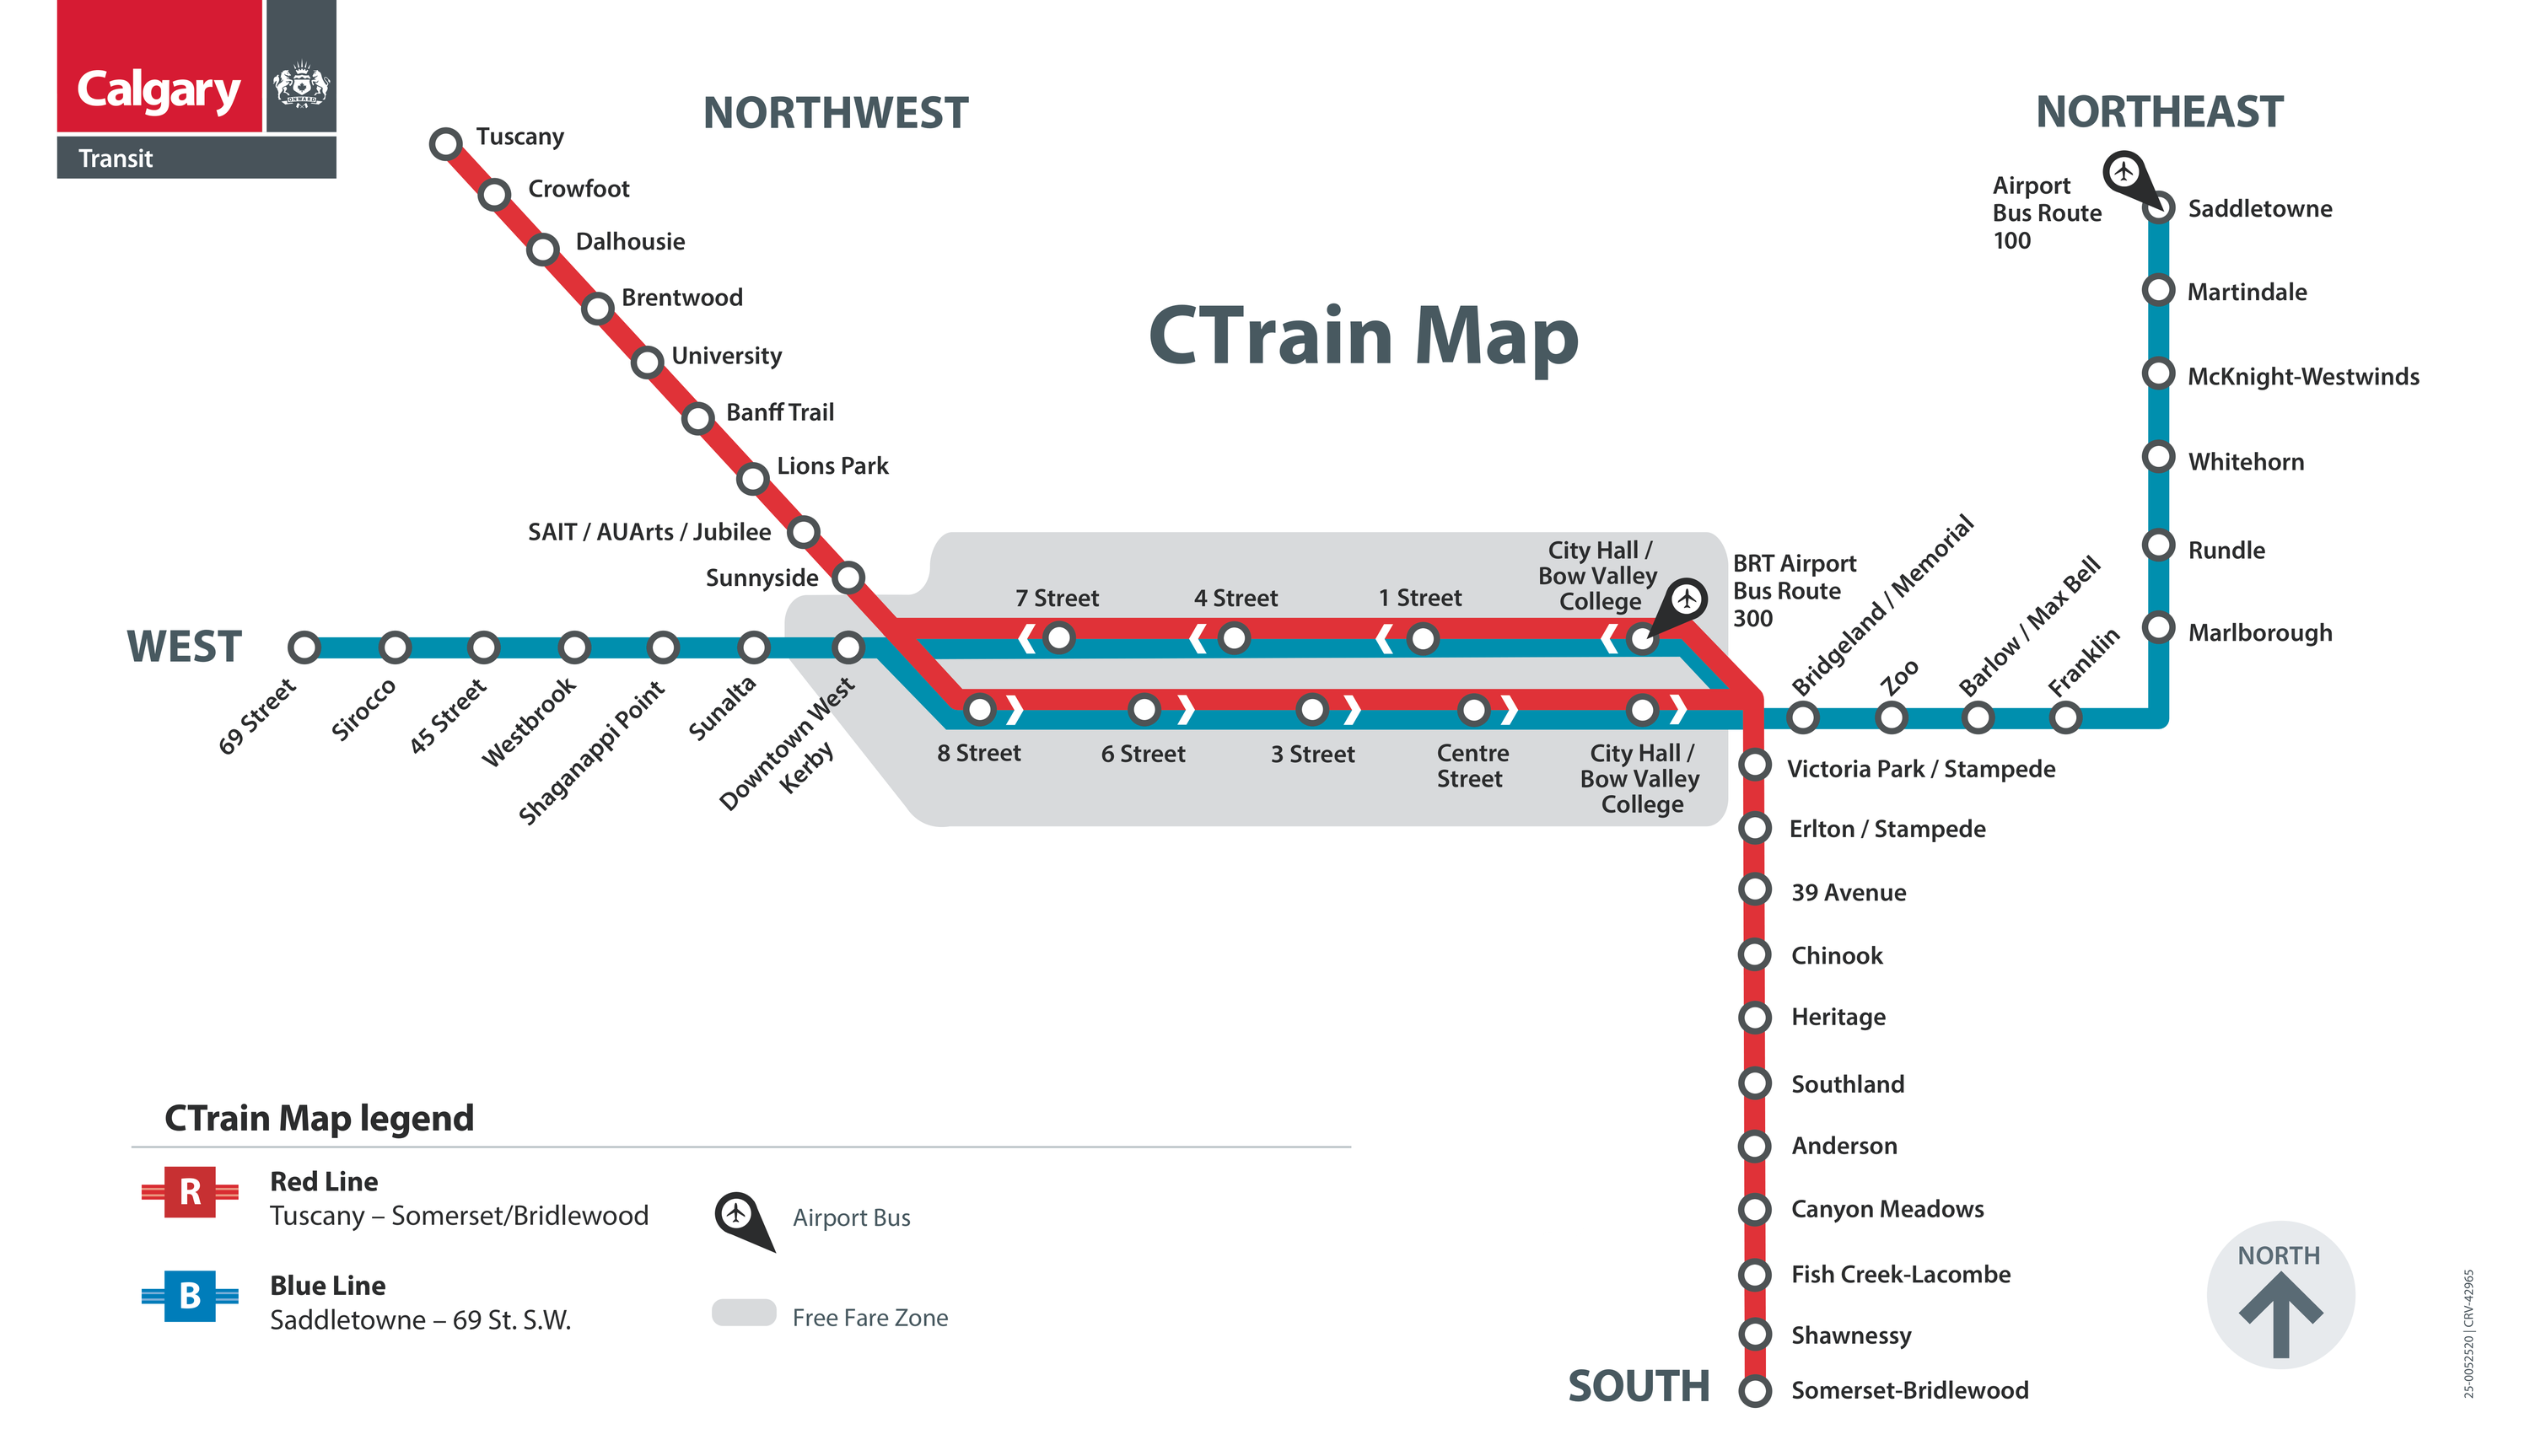 Calgary
ONWARD
Transit
NORTHWEST
NORTHEAST
CTrain Map
Tuscany
Crowfoot
Dalhousie
Brentwood
University
Banff Trail
Lions Park
SAIT / AUArts / Jubilee
Sunnyside
WEST
69 Street
Sirocco
45 Street
Westbrook
Shaganappi Point
Sunalta
Downtown West
Kerby
7 Street
4 Street
1 Street
City Hall /
Bow Valley
College
BRT Airport
Bus Route
300
8 Street
6 Street
3 Street
Centre
Street
City Hall /
Bow Valley
College
Bridgeland / Memorial
Zoo
Barlow / Max Bell
Franklin
Airport
Bus Route
100
Saddletowne
Martindale
McKnight-Westwinds
Whitehorn
Rundle
Marlborough
Victoria Park / Stampede
Erlton / Stampede
39 Avenue
Chinook
Heritage
Southland
Anderson
Canyon Meadows
Fish Creek-Lacombe
Shawnessy
Somerset-Bridlewood
SOUTH
CTrain Map legend
R
Red Line
Tuscany – Somerset/Bridlewood
B
Blue Line
Saddletowne – 69 St. S.W.
Airport Bus
Free Fare Zone
NORTH
25-0052520 | CRV-42965